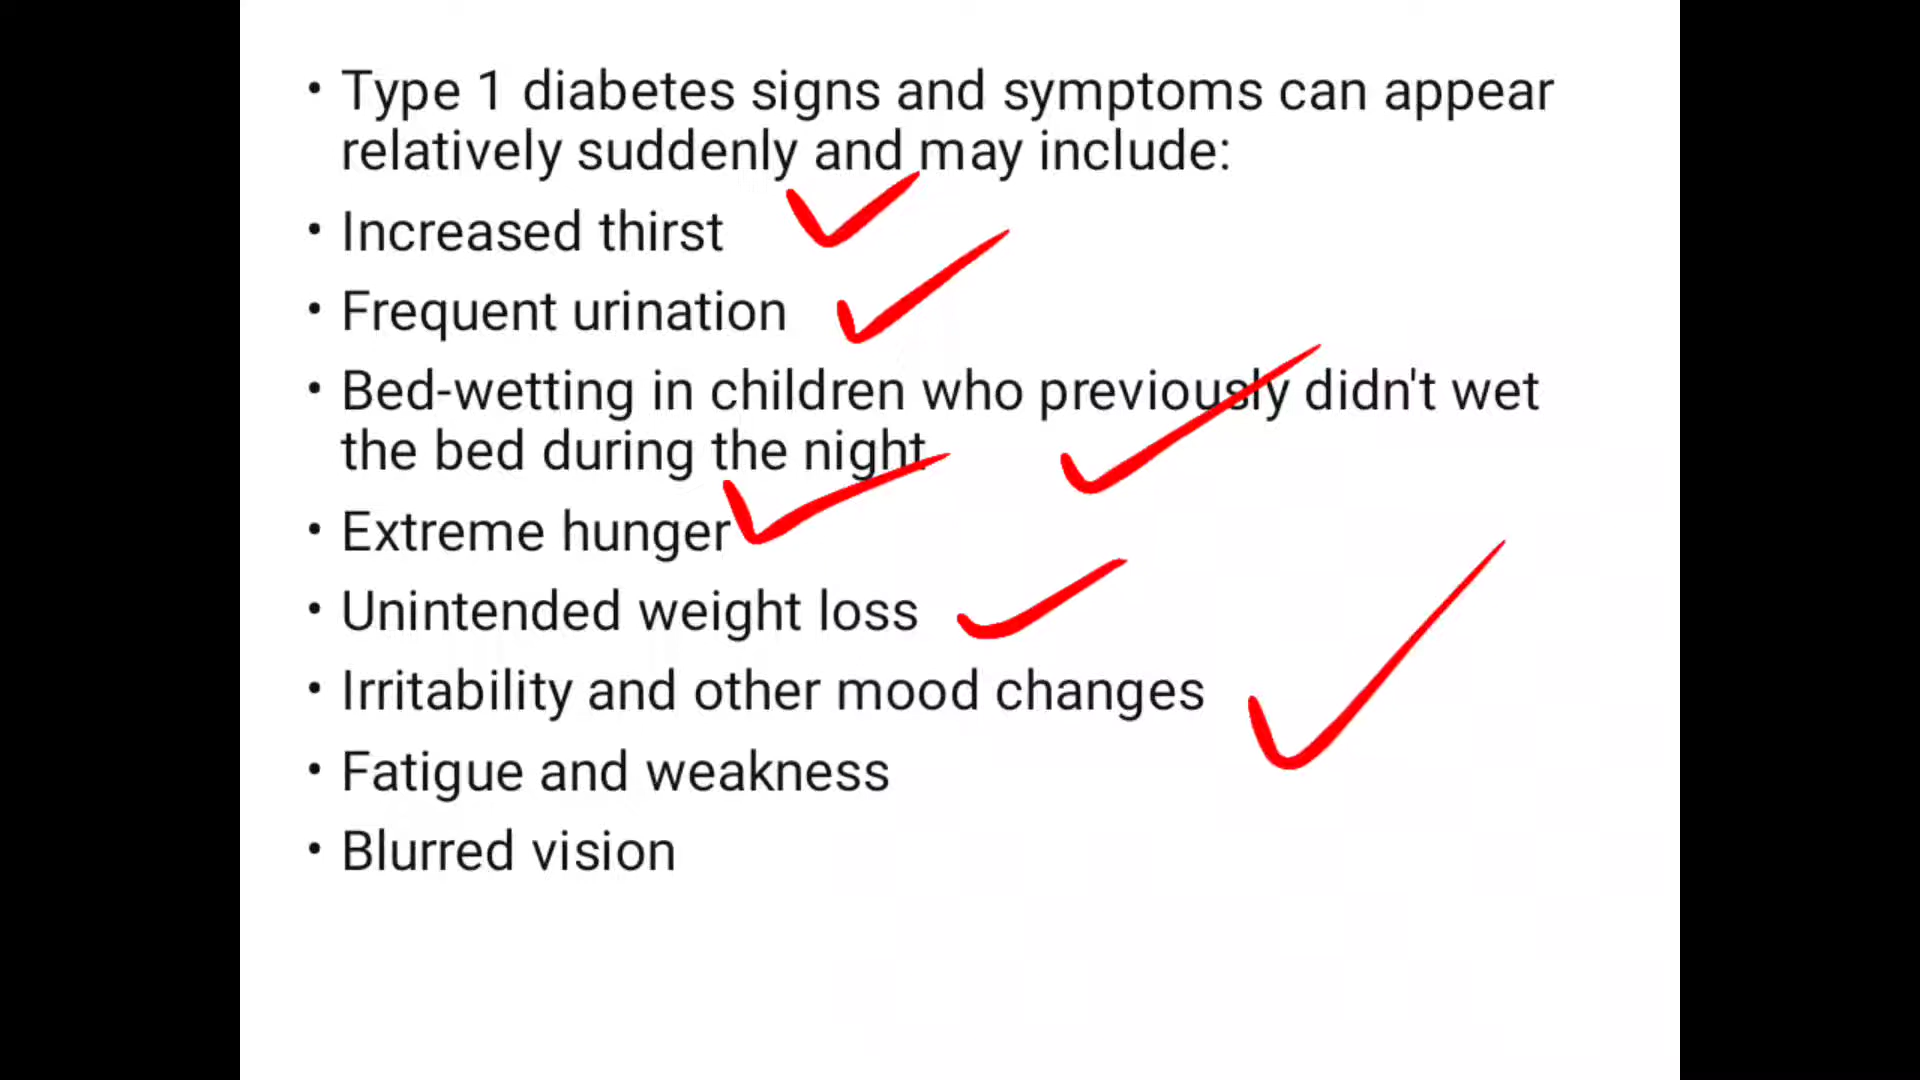 • Type 1 diabetes signs and symptoms can appear
relatively suddenly and may include:
• Increased thirst
• Frequent urination
• Bed-wetting in children who previously didn't wet
the bed during the night
• Extreme hunger
• Unintended weight loss
• Irritability and other mood changes
• Fatigue and weakness
• Blurred vision